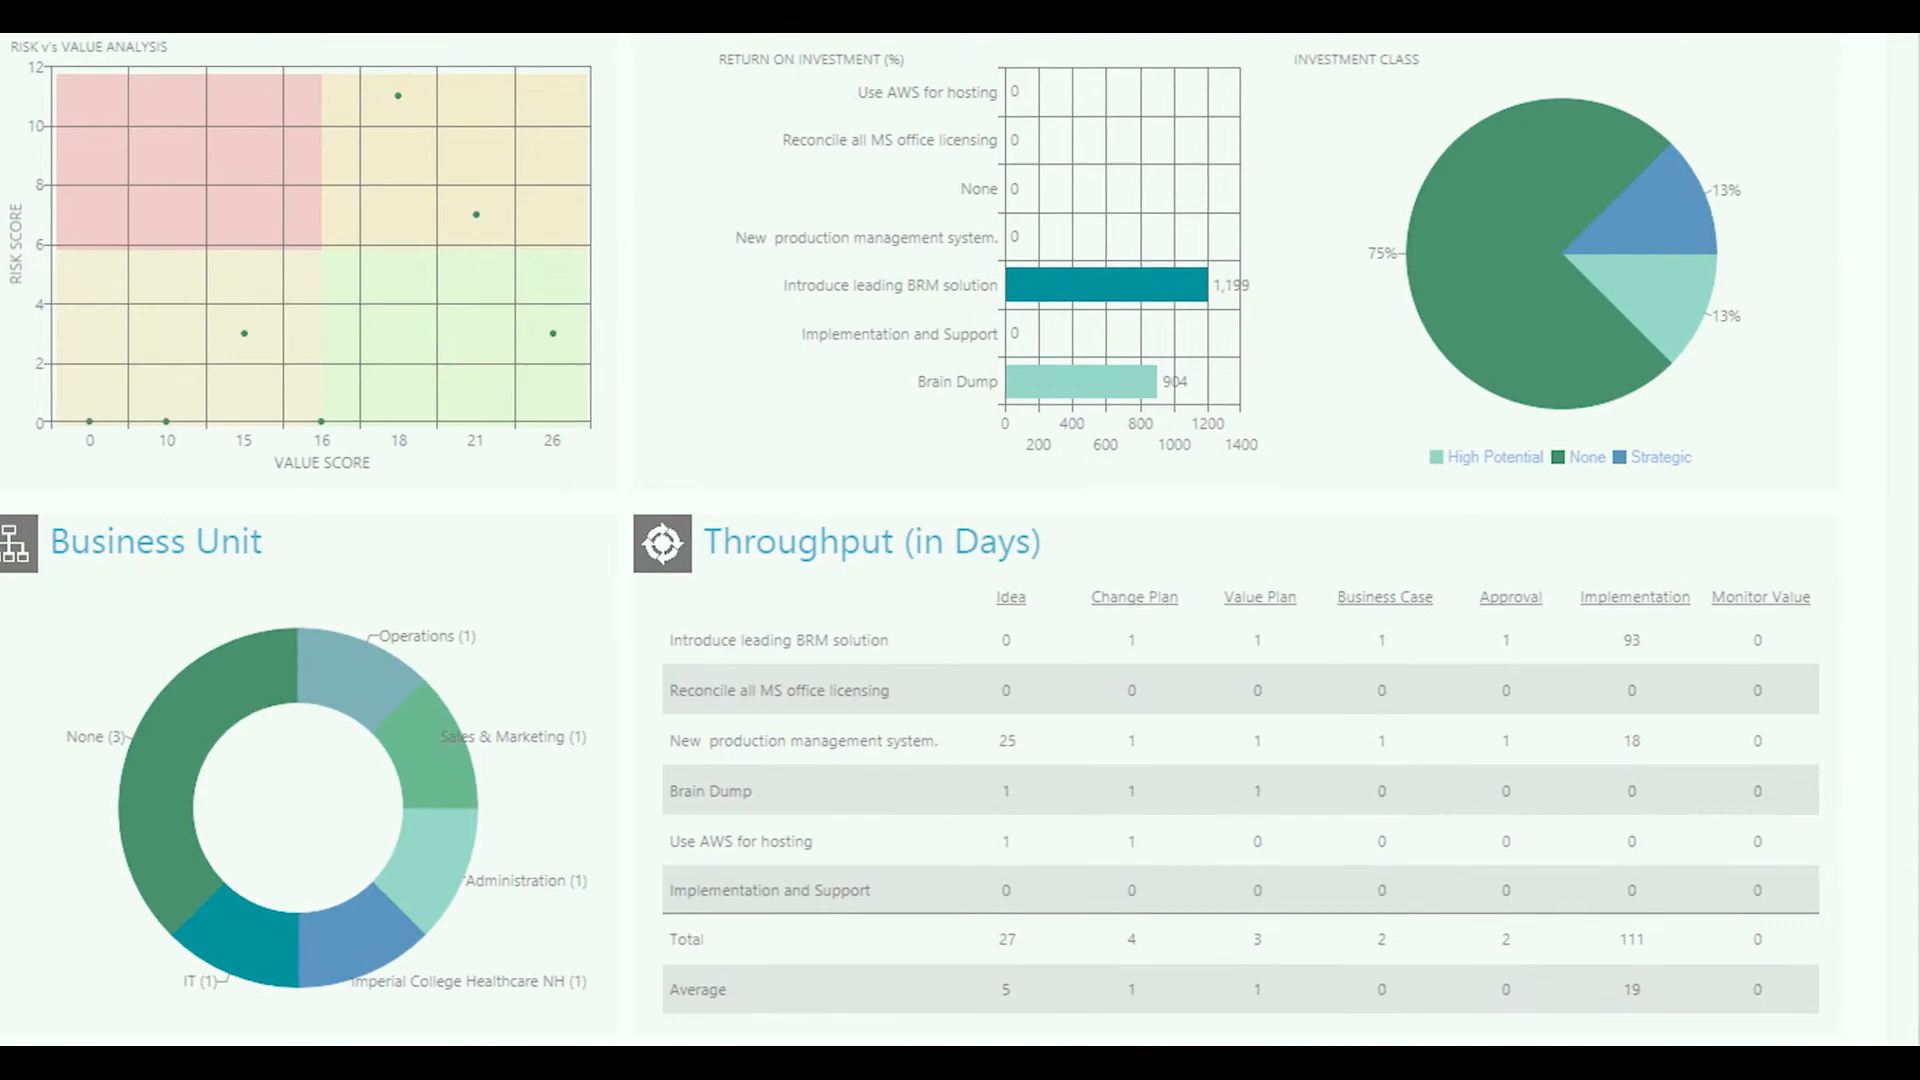 RISK v's VALUE ANALYSIS
12
10
8
6
4
2
0
RISK SCORE
0 10 15 16 18 21 26
VALUE SCORE
RETURN ON INVESTMENT (%)
Use AWS for hosting 0
Reconcile all MS office licensing 0
None 0
New production management system. 0
Introduce leading BRM solution 1,199
Implementation and Support 0
Brain Dump 904
0 400 800 1200
200 600 1000 1400
INVESTMENT CLASS
13%
75%
13%
High Potential None Strategic
Business Unit
Operations (1)
None (3)
Sales & Marketing (1)
Administration (1)
IT (1)
Imperial College Healthcare NH (1)
Throughput (in Days)
Idea Change Plan Value Plan Business Case Approval Implementation Monitor Value
Introduce leading BRM solution 0 1 1 1 1 93 0
Reconcile all MS office licensing 0 0 0 0 0 0 0
New production management system. 25 1 1 1 1 18 0
Brain Dump 1 1 1 0 0 0 0
Use AWS for hosting 1 1 0 0 0 0 0
Implementation and Support 0 0 0 0 0 0 0
Total 27 4 3 2 2 111 0
Average 5 1 1 0 0 19 0